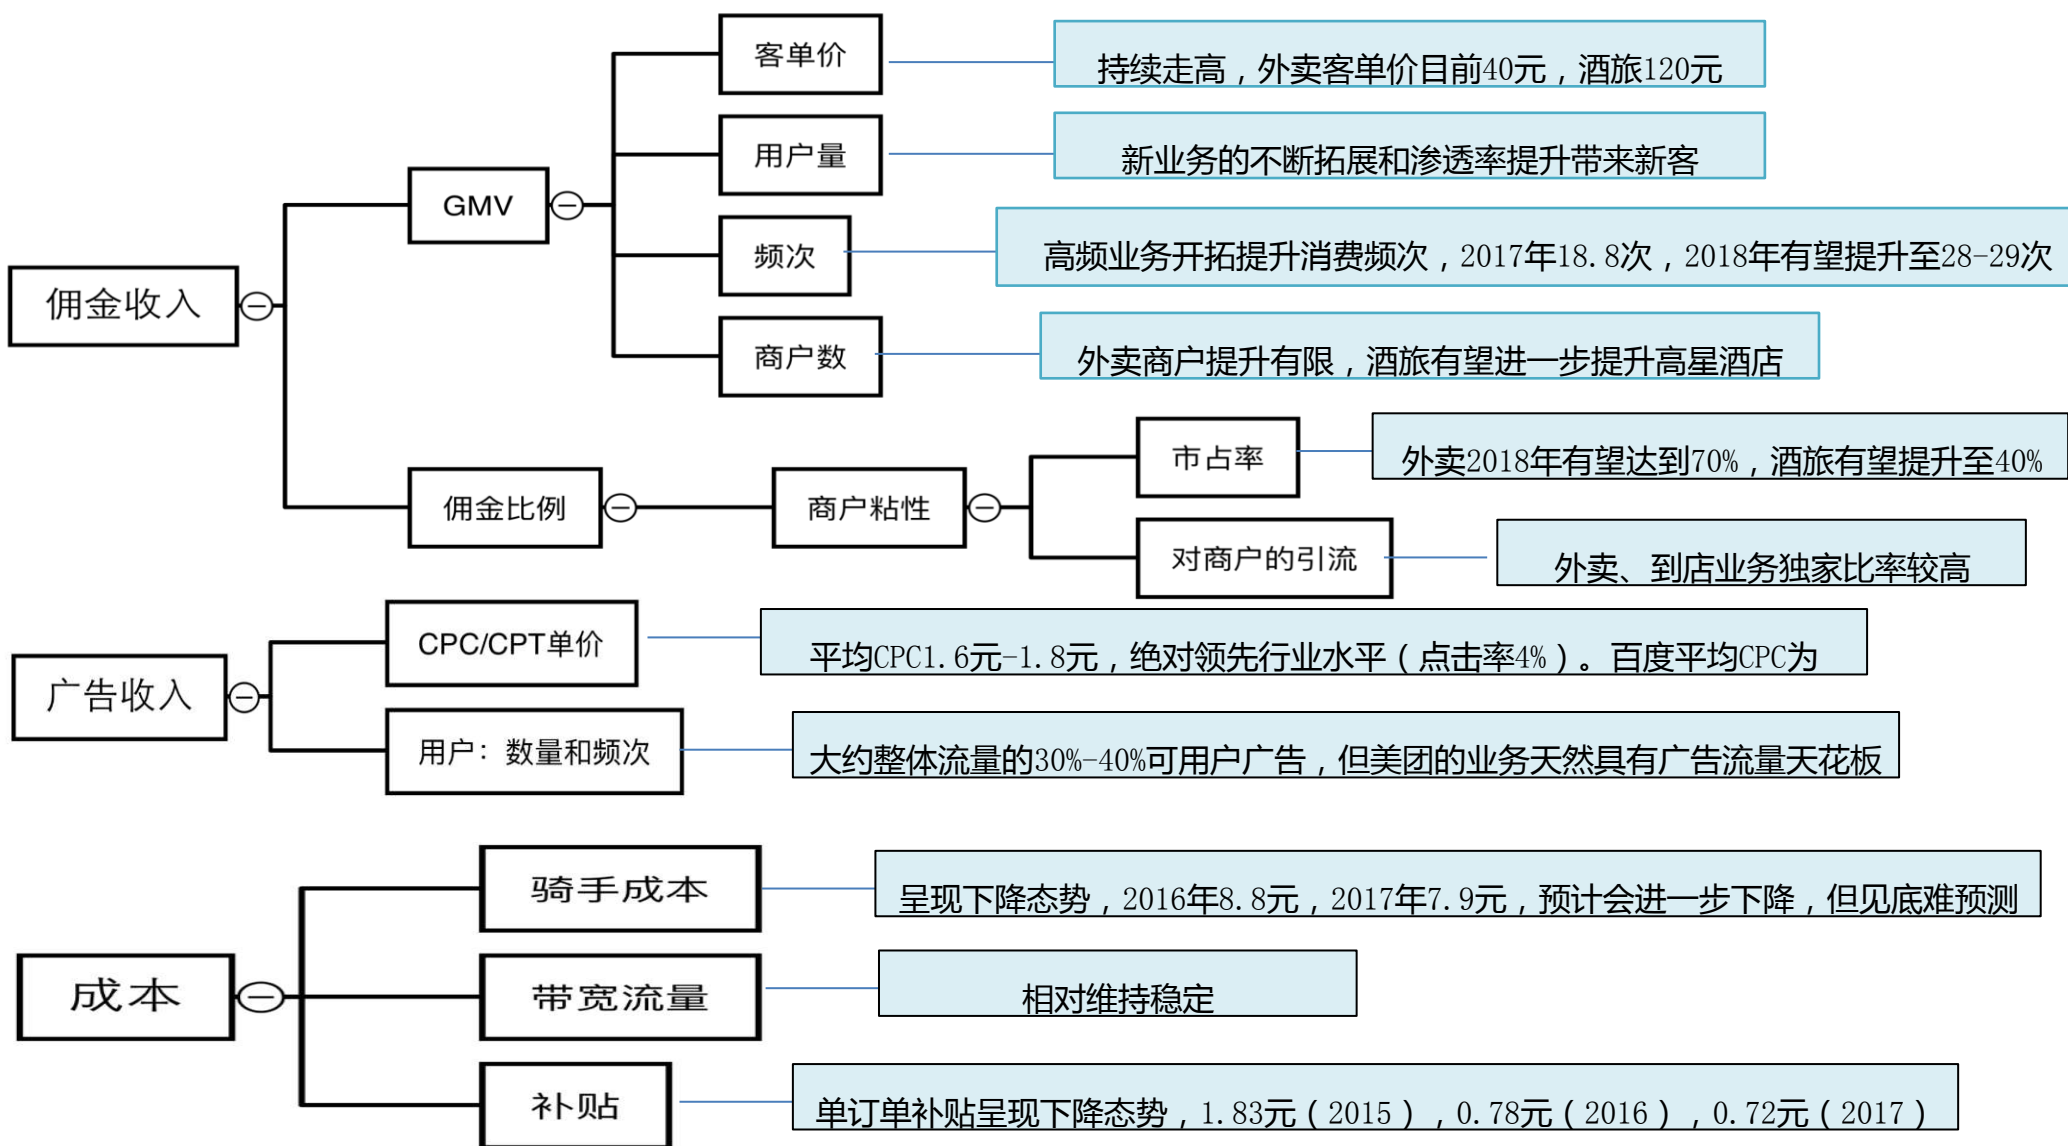 客单价
持续走高，外卖客单价目前40元，酒旅120元
用户量
新业务的不断拓展和渗透率提升带来新客
GMV
频次
高频业务开拓提升消费频次，2017年18.8次，2018年有望提升至28-29次
佣金收入
商户数
外卖商户提升有限，酒旅有望进一步提升高星酒店
市占率
外卖2018年有望达到70%，酒旅有望提升至40%
佣金比例
商户粘性
对商户的引流
外卖、到店业务独家比率较高
CPC/CPT单价
平均CPC1.6元-1.8元，绝对领先行业水平（点击率4%）。百度平均CPC为
广告收入
用户：数量和频次
大约整体流量的30%-40%可用户广告，但美团的业务天然具有广告流量天花板
骑手成本
呈现下降态势，2016年8.8元，2017年7.9元，预计会进一步下降，但见底难预测
成本
带宽流量
相对维持稳定
补贴
单订单补贴呈现下降态势，1.83元（2015），0.78元（2016），0.72元（2017）